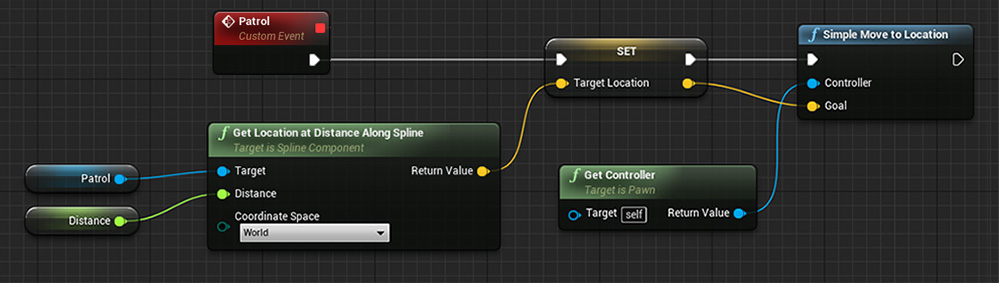 Patrol
Custom Event
SET
Target Location
Simple Move to Location
Controller
Goal
Get Location at Distance Along Spline
Target is Spline Component
Target
Return Value
Distance
Coordinate Space
World
Patrol
Distance
Get Controller
Target is Pawn
Target self
Return Value